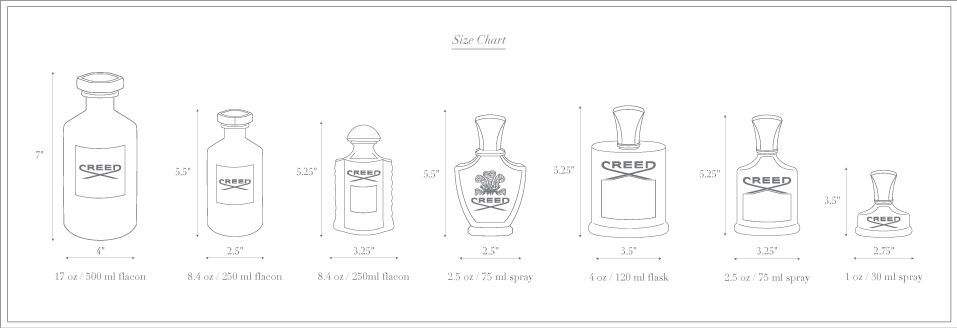 Size Chart
7"
CREED
4"
17 oz / 500 ml flacon
5.5"
CREED
2.5"
8.4 oz / 250 ml flacon
5.25"
CREED
3.25"
8.4 oz / 250ml flacon
5.5"
CREED
2.5"
2.5 oz / 75 ml spray
5.25"
CREED
3.5"
4 oz / 120 ml flask
5.25"
CREED
3.25"
2.5 oz / 75 ml spray
3.5"
CREED
2.75"
1 oz / 30 ml spray